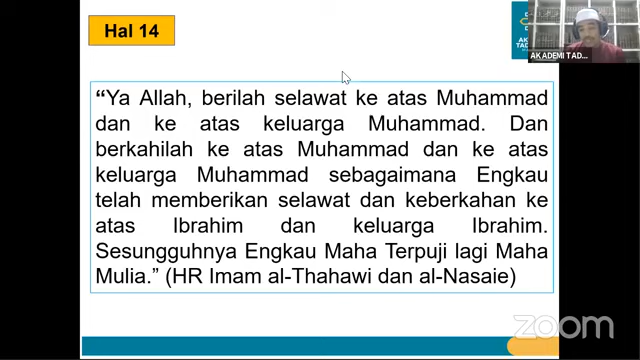 Hal 14
“Ya Allah, berilah selawat ke atas Muhammad
dan ke atas keluarga Muhammad. Dan
berkahilah ke atas Muhammad dan ke atas
keluarga Muhammad sebagaimana Engkau
telah memberikan selawat dan keberkahan ke
atas Ibrahim dan keluarga Ibrahim.
Sesungguhnya Engkau Maha Terpuji lagi Maha
Mulia.” (HR Imam al-Thahawi dan al-Nasaie)
AKADEMI TAD...
zoom